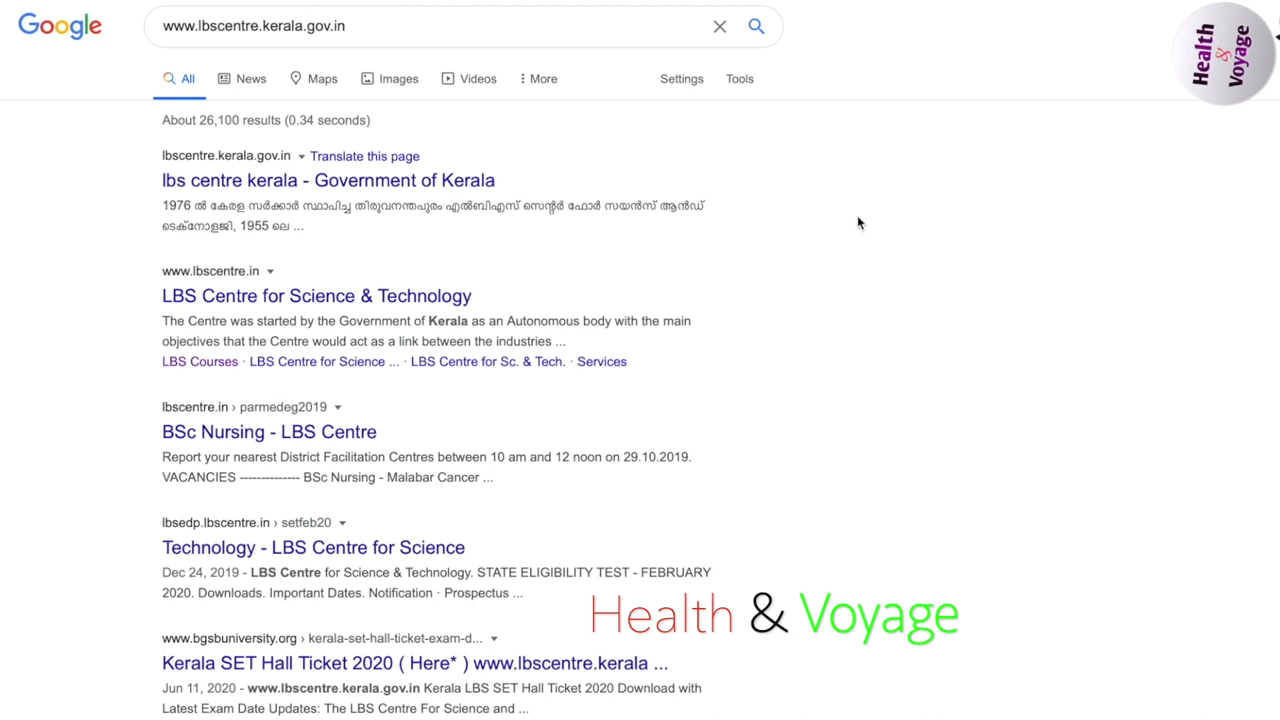 Google
www.lbscentre.kerala.gov.in
Health & Voyage
All News Maps Images Videos More Settings Tools
About 26,100 results (0.34 seconds)
lbscentre.kerala.gov.in Translate this page
lbs centre kerala - Government of Kerala
1976 ൽ കേരള സർക്കാർ സ്ഥാപിച്ച തിരുവനന്തപുരം എൽബിഎസ് സെന്റർ ഫോർ സയൻസ് ആൻഡ്
ടെക്നോളജി, 1955 ലെ ...
www.lbscentre.in
LBS Centre for Science & Technology
The Centre was started by the Government of Kerala as an Autonomous body with the main
objectives that the Centre would act as a link between the industries ...
LBS Courses · LBS Centre for Science ... · LBS Centre for Sc. & Tech. · Services
lbscentre.in › parmedeg2019
BSc Nursing - LBS Centre
Report your nearest District Facilitation Centres between 10 am and 12 noon on 29.10.2019.
VACANCIES -------------- BSc Nursing - Malabar Cancer ...
lbsedp.lbscentre.in › setfeb20
Technology - LBS Centre for Science
Dec 24, 2019 - LBS Centre for Science & Technology. STATE ELIGIBILITY TEST - FEBRUARY
2020. Downloads. Important Dates. Notification · Prospectus ...
Health & Voyage
www.bgsbuniversity.org › kerala-set-hall-ticket-exam-d...
Kerala SET Hall Ticket 2020 ( Here* ) www.lbscentre.kerala ...
Jun 11, 2020 - www.lbscentre.kerala.gov.in Kerala LBS SET Hall Ticket 2020 Download with
Latest Exam Date Updates: The LBS Centre For Science and ...